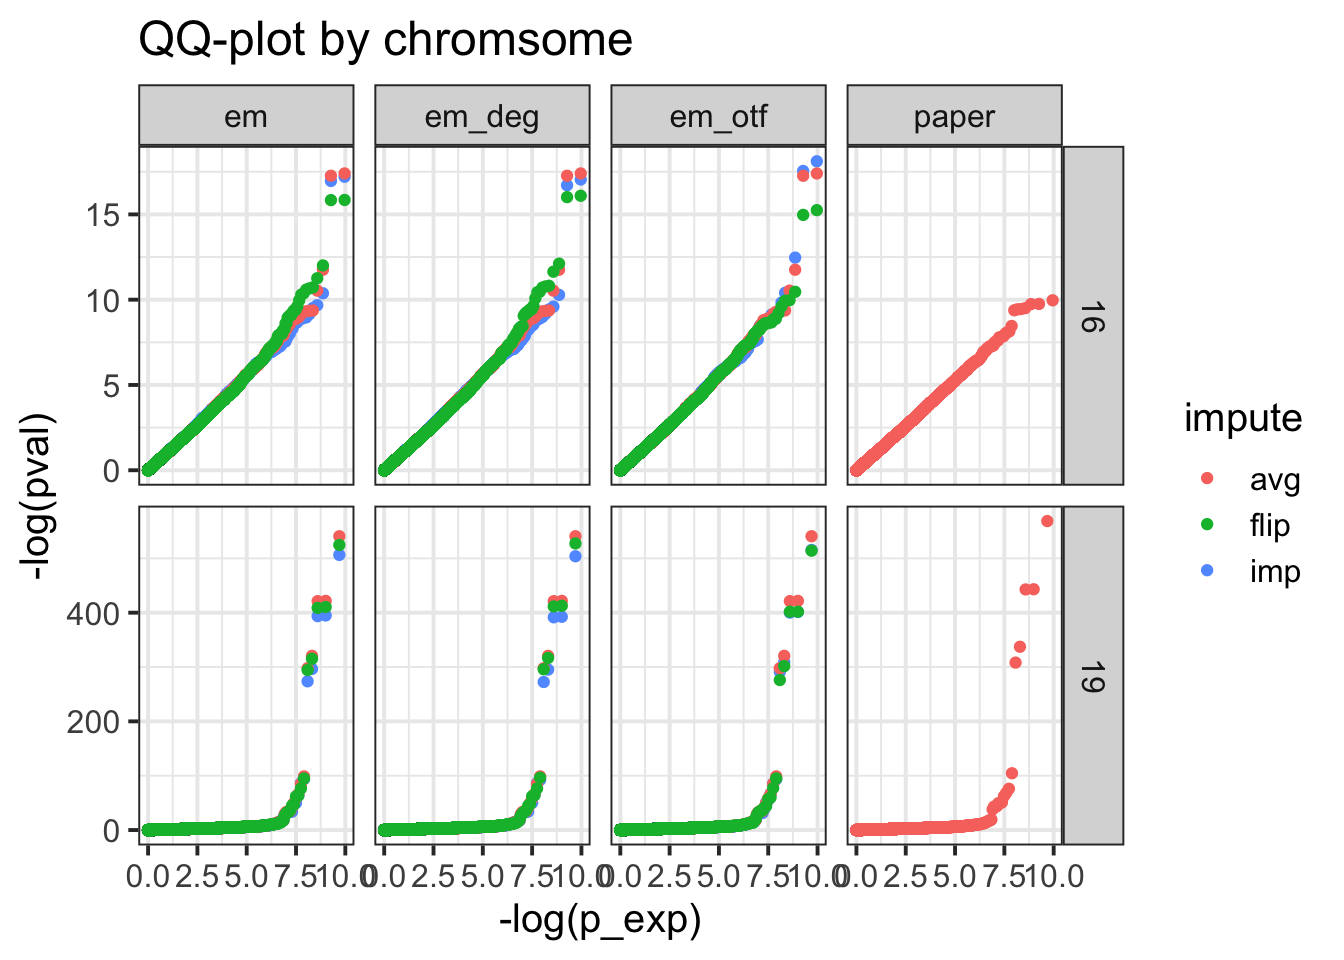 QQ-plot by chromsome
em em_deg em_otf paper
15
10
5
0
16
400
200
0
19
0.0 2.5 5.0 7.5 10.0 0.0 2.5 5.0 7.5 10.0 0.0 2.5 5.0 7.5 10.0 0.0 2.5 5.0 7.5 10.0
-log(p_exp)
-log(pval)
impute
avg
flip
imp